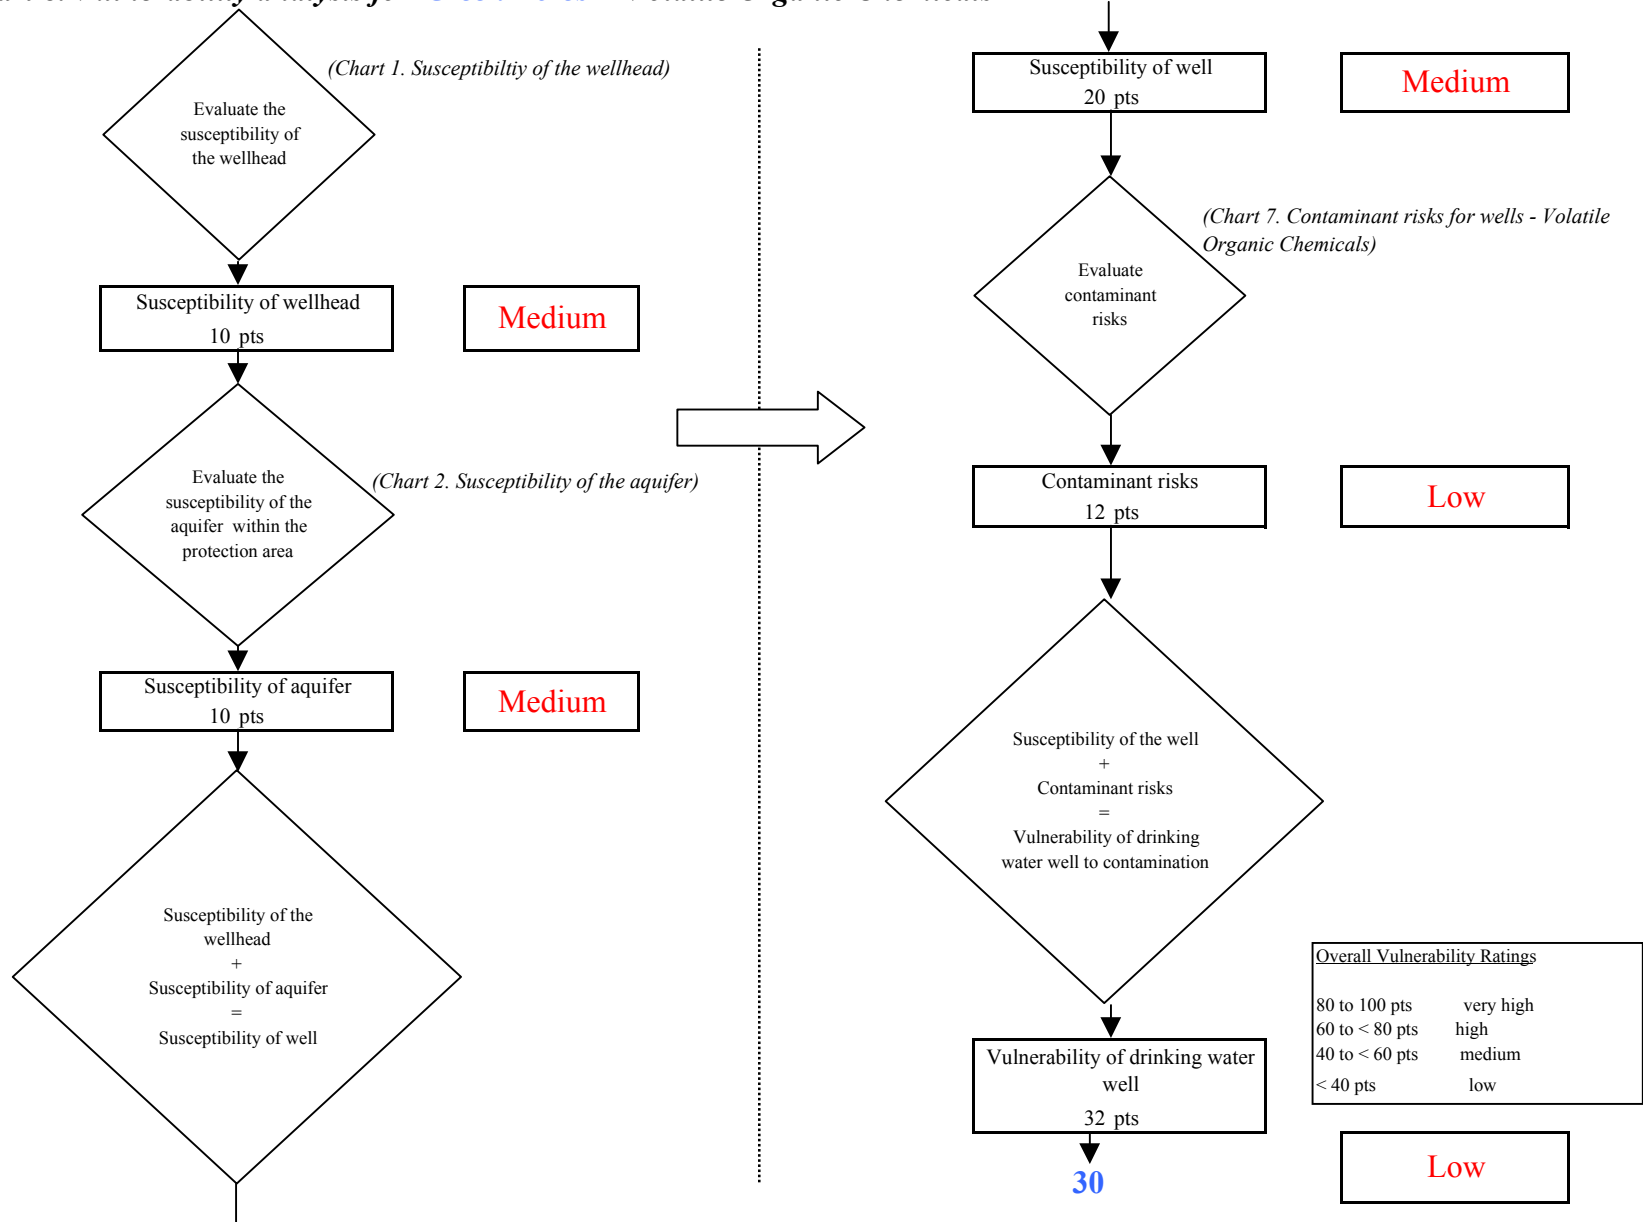 Organic Chemicals
(Chart 1. Susceptibiltiy of the wellhead)
Evaluate the
susceptibility of
the wellhead
Susceptibility of wellhead
10 pts
Medium
Evaluate the
susceptibility of the
aquifer within the
protection area
(Chart 2. Susceptibility of the aquifer)
Susceptibility of aquifer
10 pts
Medium
Susceptibility of the
wellhead
+
Susceptibility of aquifer
=
Susceptibility of well
Susceptibility of well
20 pts
Medium
(Chart 7. Contaminant risks for wells - Volatile
Organic Chemicals)
Evaluate
contaminant
risks
Contaminant risks
12 pts
Low
Susceptibility of the well
+
Contaminant risks
=
Vulnerability of drinking
water well to contamination
Overall Vulnerability Ratings
80 to 100 pts very high
60 to < 80 pts high
40 to < 60 pts medium
< 40 pts low
Vulnerability of drinking water
well
32 pts
30
Low